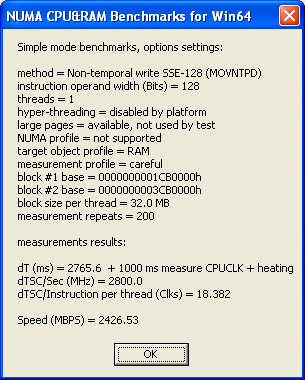 NUMA CPU&RAM Benchmarks for Win64
Simple mode benchmarks, options settings:
method = Non-temporal write SSE-128 (MOVNTPD)
instruction operand width (Bits) = 128
threads = 1
hyper-threading = disabled by platform
large pages = available, not used by test
NUMA profile = not supported
target object profile = RAM
measurement profile = careful
block #1 base = 0000000001CB0000h
block #2 base = 0000000003CB0000h
block size per thread = 32.0 MB
measurement repeats = 200
measurements results:
dT (ms) = 2765.6 + 1000 ms measure CPUCLK + heating
dTSC/Sec (MHz) = 2800.0
dTSC/Instruction per thread (Clks) = 18.382
Speed (MBPS) = 2426.53
OK